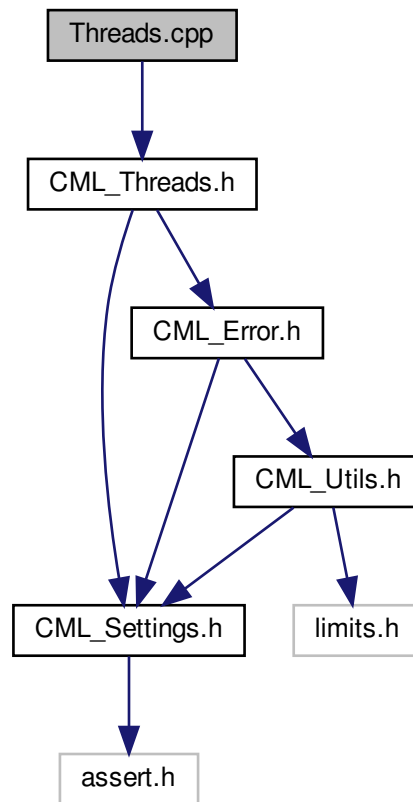 Threads.cpp
CML_Threads.h
CML_Error.h
CML_Utils.h
CML_Settings.h
limits.h
assert.h